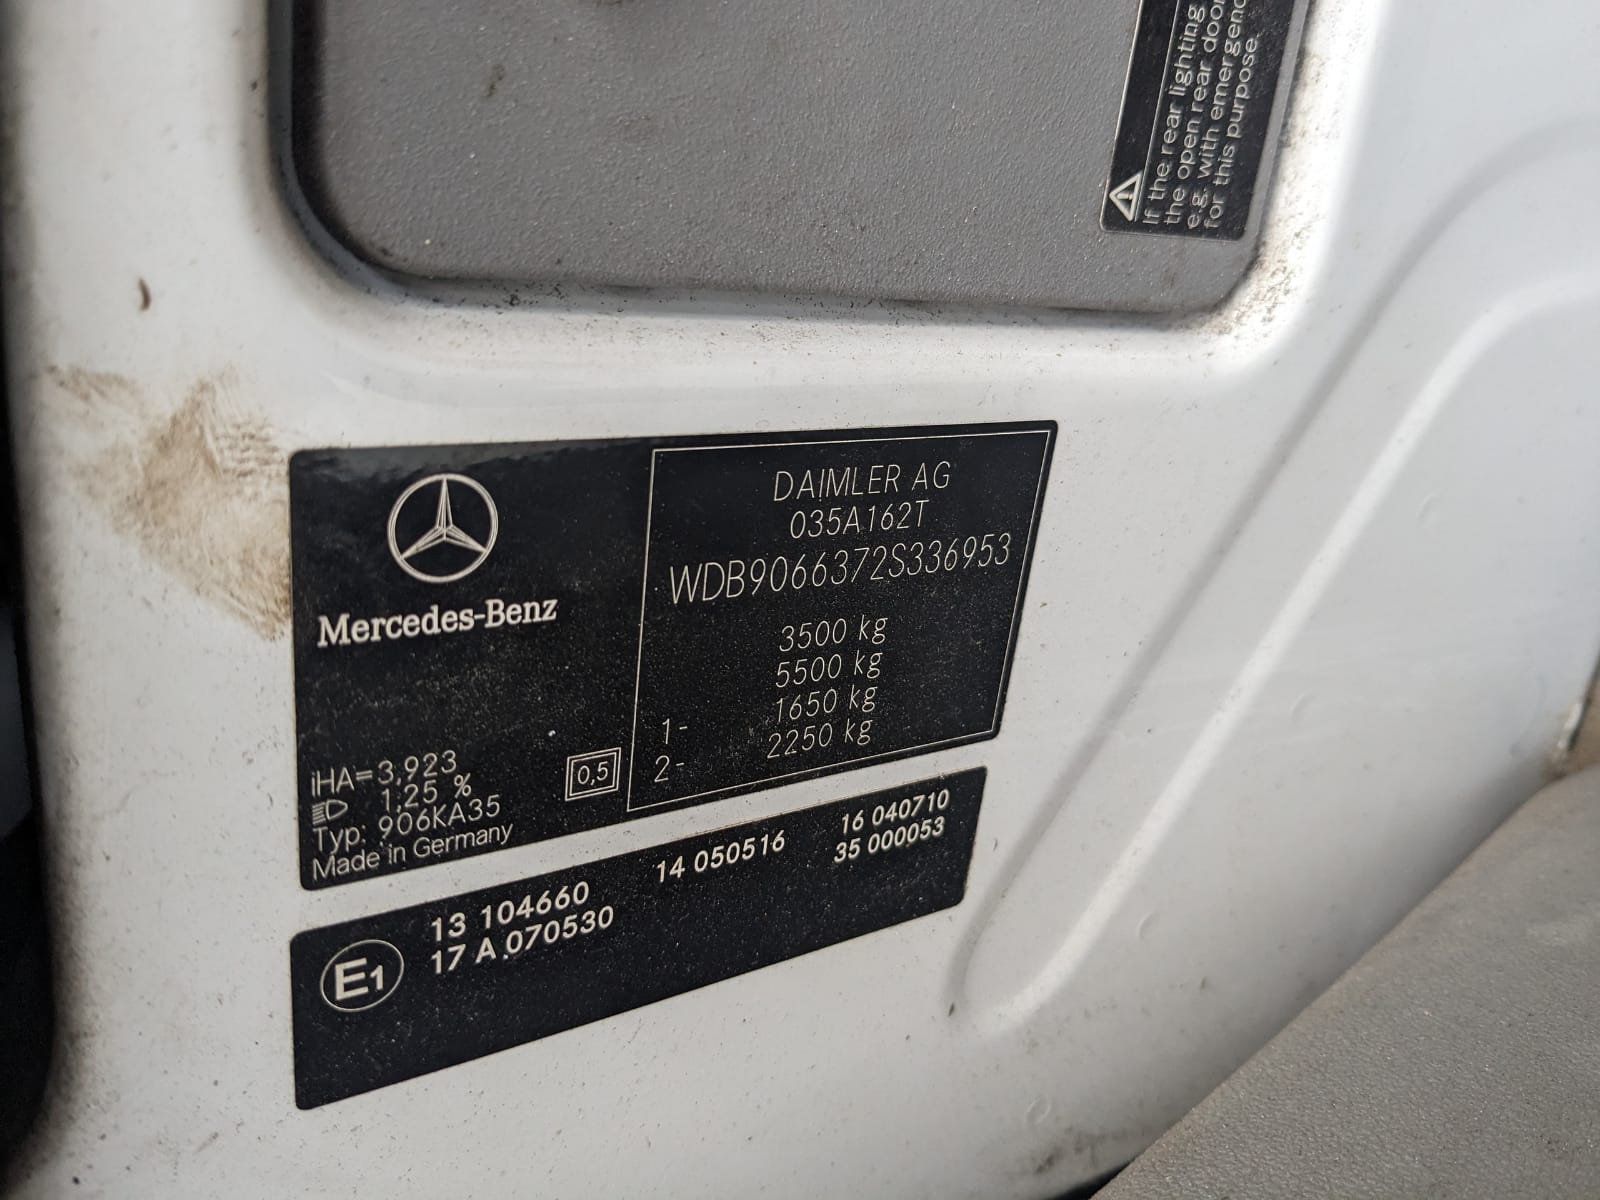 If the rear lighting
the open rear door
e.g. with emergenc
for this purpose.
Mercedes-Benz
DAIMLER AG
035A162T
WDB9066372S336953
3500 kg
5500 kg
1- 1650 kg
2- 2250 kg
iHA=3,923
1,25 %
Typ: 906KA35
Made in Germany
0,5
E1
13 104660
17 A 070530
14 050516
16 040710
35 000053